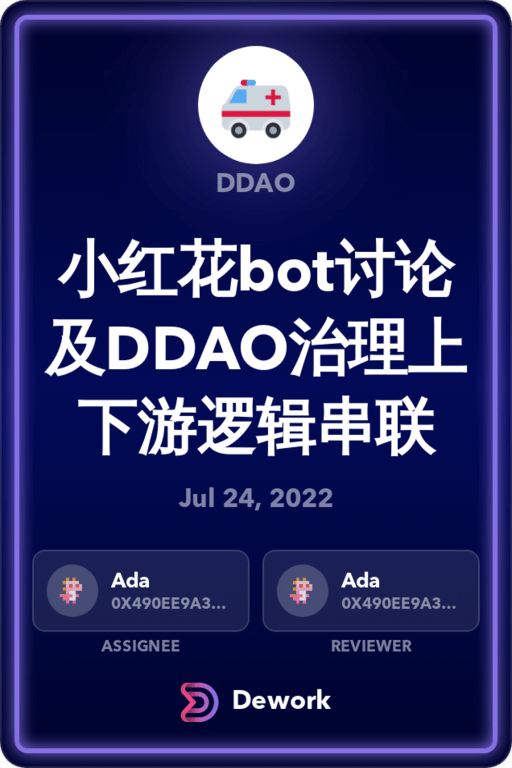 DDAO
小红花bot讨论
及DDAO治理上
下游逻辑串联
Jul 24, 2022
Ada
0X490EE9A3...
ASSIGNEE
Ada
0X490EE9A3...
REVIEWER
Dework